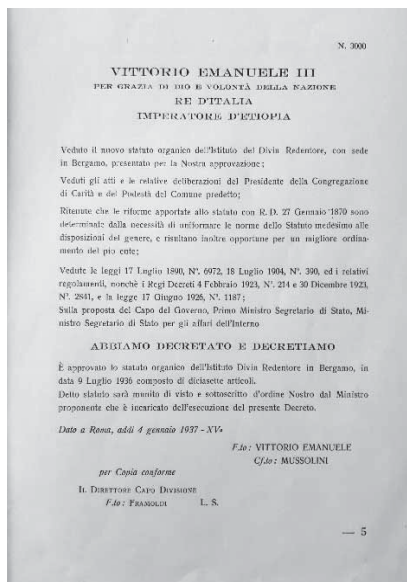 N. 3000
VITTORIO EMANUELE III
PER GRAZIA DI DIO E VOLONTÀ DELLA NAZIONE
RE D'ITALIA
IMPERATORE D'ETIOPIA
Veduto il nuovo statuto organico dell'Istituto del Divin Redentore, con sede
in Bergamo, presentato per la Nostra approvazione;
Veduti gli atti e le relative deliberazioni del Presidente della Congregazione
di Carità e del Podestà del Comune predetto;
Ritenute che le riforme apportate allo statuto con R. D. 27 Gennaio 1870 sono
determinate dalla necessità di uniformare le norme dello Statuto medesimo alle
disposizioni del genere, e risultano inoltre opportune per un migliore ordina-
mento del pio ente;
Vedute le leggi 17 Luglio 1890, N°. 6972, 18 Luglio 1904, N°. 390, ed i relativi
regolamenti, nonchè i Regi Decreti 4 Febbraio 1923, N°. 214 e 30 Dicembre 1923,
N°. 2841, e la legge 17 Giugno 1926, N°. 1187;
Sulla proposta del Capo del Governo, Primo Ministro Segretario di Stato, Mi-
nistro Segretario di Stato per gli affari dell'Interno
ABBIAMO DECRETATO E DECRETIAMO
È approvato lo statuto organico dell'Istituto Divin Redentore in Bergamo, in
data 9 Luglio 1936 composto di diciasette articoli.
Detto statuto sarà munito di visto e sottoscritto d'ordine Nostro dal Ministro
proponente che è incaricato dell'esecuzione del presente Decreto.
Dato a Roma, addì 4 gennaio 1937 - XV°
F.to: VITTORIO EMANUELE
Cf.to: MUSSOLINI
per Copia conforme
IL DIRETTORE CAPO DIVISIONE
F.to: FRAMOLDI L. S.
— 5